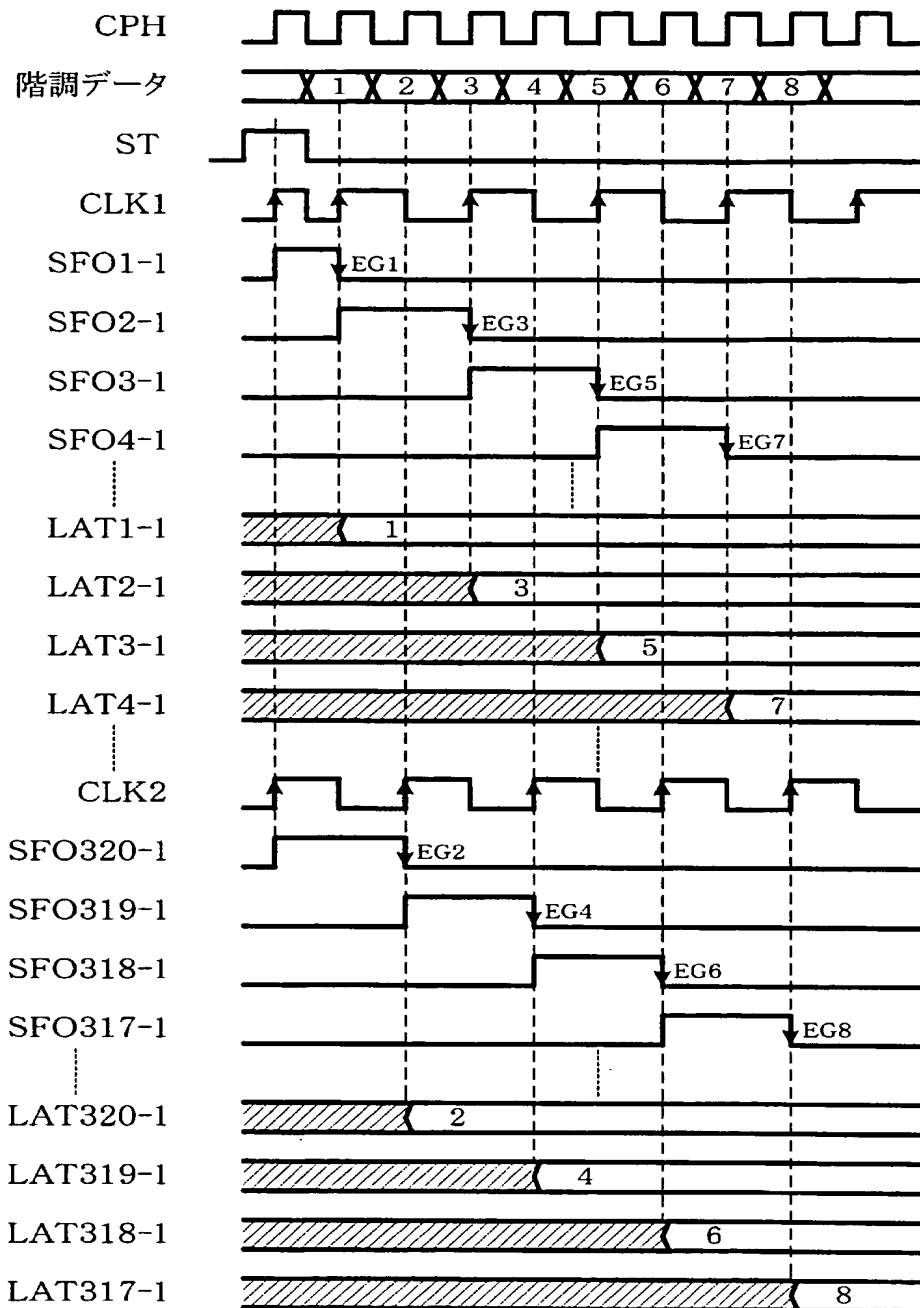 CPH
階調データ 1 2 3 4 5 6 7 8
ST
CLK1
SFO1-1 EG1
SFO2-1 EG3
SFO3-1 EG5
SFO4-1 EG7
LAT1-1 1
LAT2-1 3
LAT3-1 5
LAT4-1 7
CLK2
SFO320-1 EG2
SFO319-1 EG4
SFO318-1 EG6
SFO317-1 EG8
LAT320-1 2
LAT319-1 4
LAT318-1 6
LAT317-1 8